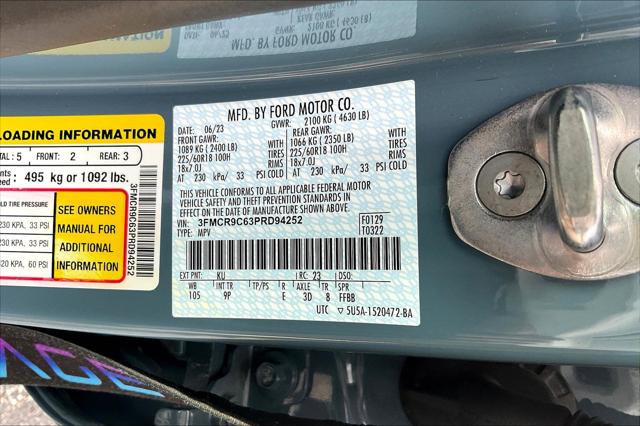 MFD. BY FORD MOTOR CO.
LOADING INFORMATION
TAL: 5 FRONT: 2 REAR: 3
495 kg or 1092 lbs.
LD TIRE PRESSURE
230 KPA, 33 PSI
230 KPA, 33 PSI
420 KPA, 60 PSI
SEE OWNERS
MANUAL FOR
ADDITIONAL
INFORMATION
3FMCR9C63PRD94252
MFD. BY FORD MOTOR CO.
DATE: 06/23 GVWR: 2100 KG ( 4630 LB)
FRONT GAWR: REAR GAWR:
1089 KG ( 2400 LB) WITH 1066 KG ( 2350 LB) WITH
225/60R18 100H TIRES 225/60R18 100H TIRES
18x7.0J RIMS 18x7.0J RIMS
AT 230 kPa/ 33 PSI COLD AT 230 kPa/ 33 PSI COLD
THIS VEHICLE CONFORMS TO ALL APPLICABLE FEDERAL MOTOR
VEHICLE SAFETY AND THEFT PREVENTION STANDARDS IN
EFFECT ON THE DATE OF MANUFACTURE SHOWN ABOVE.
VIN: 3FMCR9C63PRD94252 F0129
TYPE: MPV T0322
EXT PNT: KU RC: 23 DSO:
WB INT TR TP/PS R AXLE TR SPR
105 9P E 3D 8 FFBB
UTC 5U5A-1520472-BA
AGE